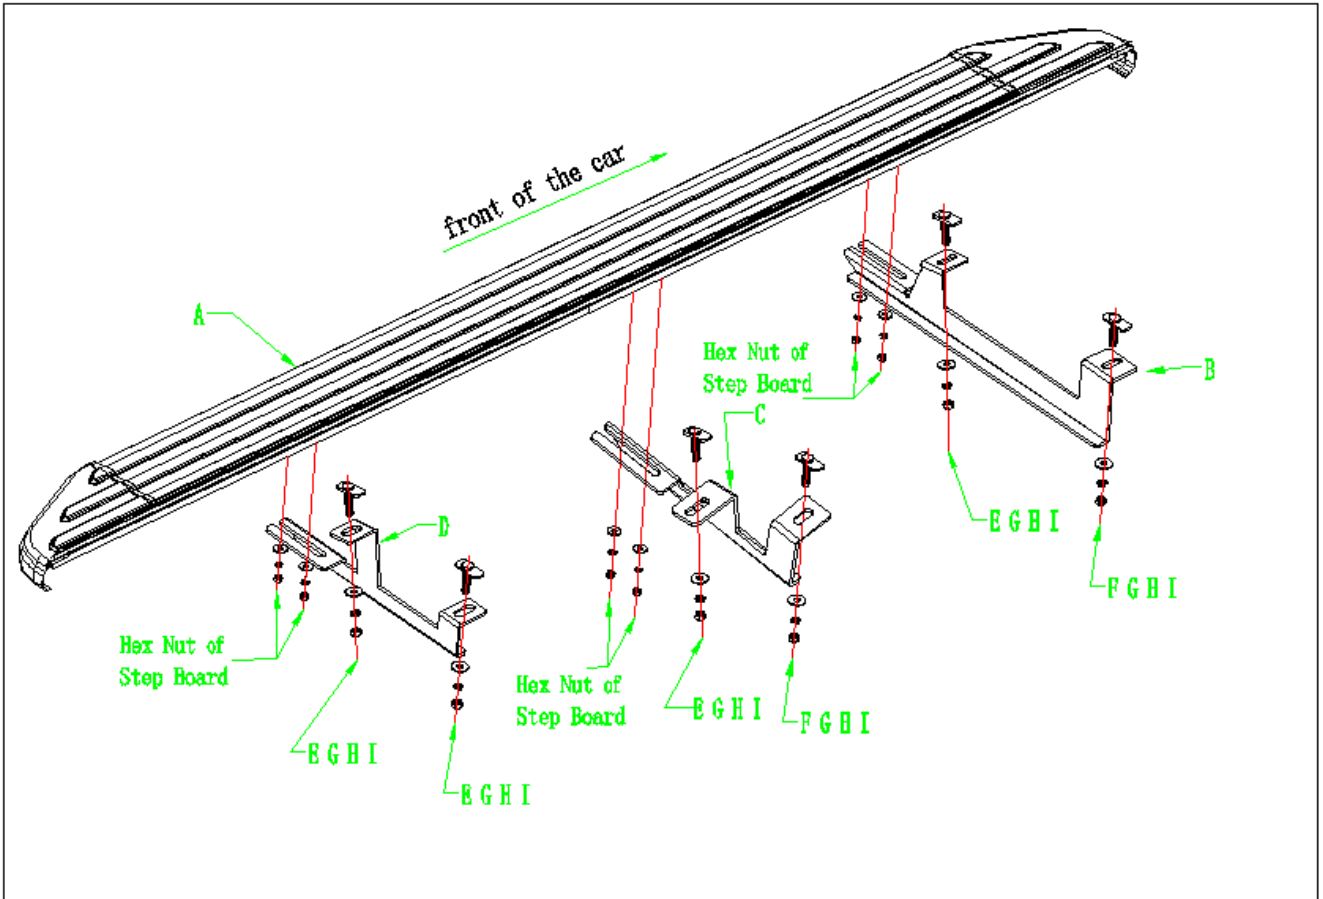 front of the car
A
Hex Nut of
Step Board
C
B
E G H I
F G H I
D
Hex Nut of
Step Board
Hex Nut of
Step Board
E G H I
F G H I
E G H I
E G H I